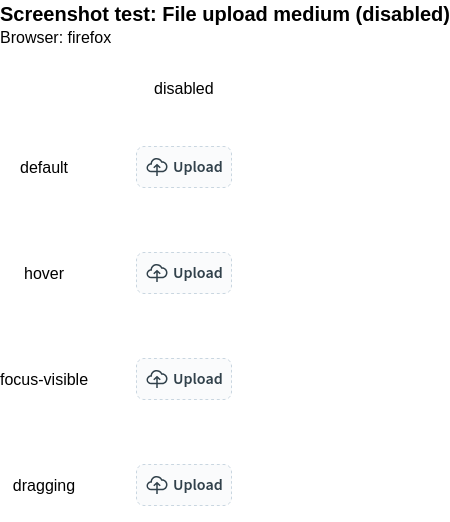 Screenshot test: File upload medium (disabled)
Browser: firefox
disabled
default Upload
hover Upload
focus-visible Upload
dragging Upload